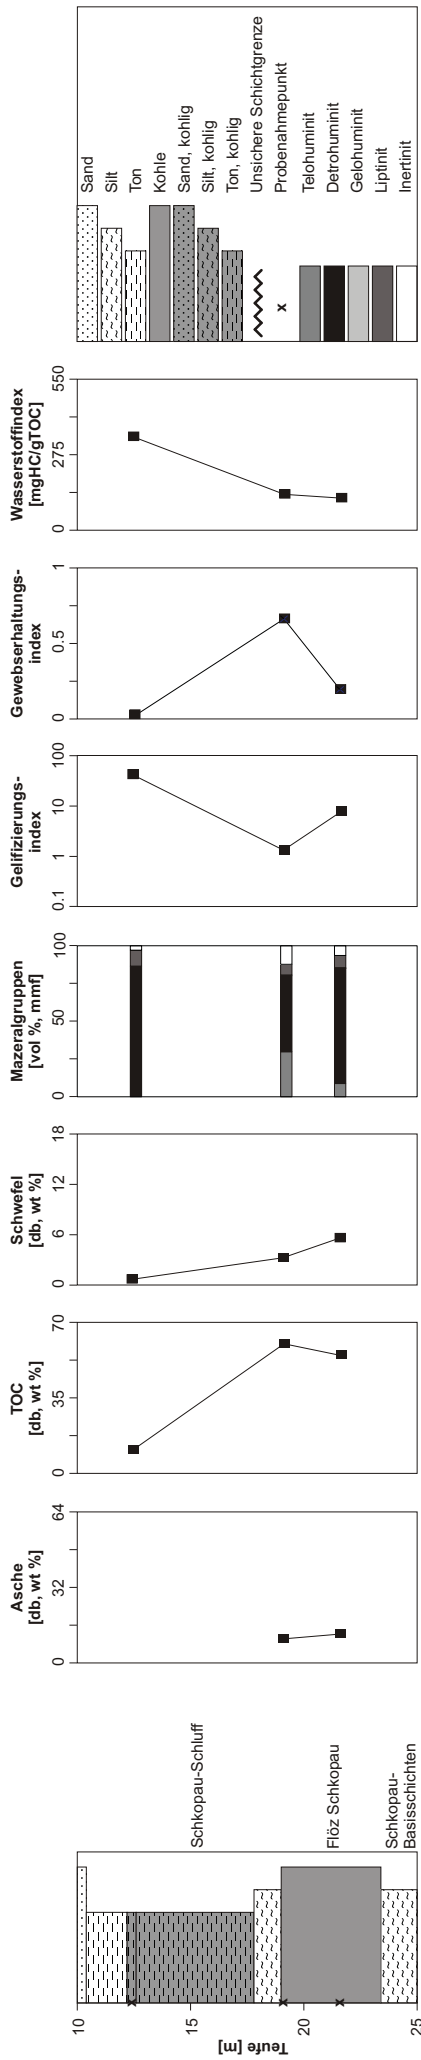 Teufe [m]
10
15
20
25
Schkopau-Schluff
Flöz Schkopau
Schkopau-
Basisschichten
Asche
[db, wt %]
0
32
64
TOC
[db, wt %]
0
35
70
Schwefel
[db, wt %]
0
6
12
18
Mazeralgruppen
[vol %, mmf]
0
50
100
Gelifizierungs-
index
0.1
1
10
100
Gewebserhaltungs-
index
0
0.5
1
Wasserstoffindex
[mgHC/gTOC]
0
275
550
Sand
Silt
Ton
Kohle
Sand, kohlig
Silt, kohlig
Ton, kohlig
Unsichere Schichtgrenze
x Probenahmepunkt
Telohuminit
Detrohuminit
Gelohuminit
Liptinit
Inertinit